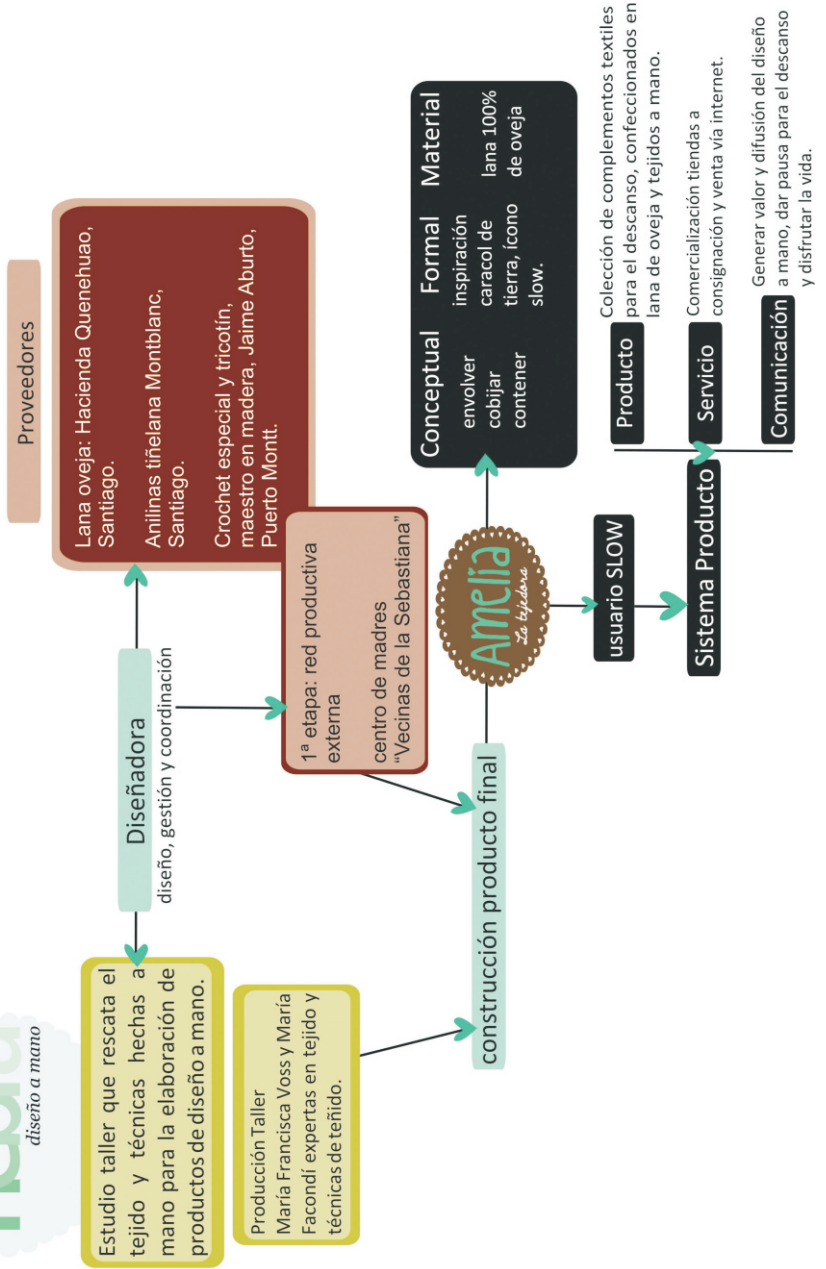 diseño a mano
Estudio taller que rescata el
tejido y técnicas hechas a
mano para la elaboración de
productos de diseño a mano.
Diseñadora
diseño, gestión y coordinación
Proveedores
Lana oveja: Hacienda Quenehuao,
Santiago.
Anilinas tiñelana Montblanc,
Santiago.
Crochet especial y tricotín,
maestro en madera, Jaime Aburto,
Puerto Montt.
Producción Taller
María Francisca Voss y María
Facondí expertas en tejido y
técnicas de teñido.
1ª etapa: red productiva
externa
centro de madres
“Vecinas de la Sebastiana”
construcción producto final
Amelia
La tejedora
Conceptual
envolver
cobijar
contener
Formal
inspiración
caracol de
tierra, ícono
slow.
Material
lana 100%
de oveja
usuario SLOW
Sistema Producto
Producto
Colección de complementos textiles
para el descanso, confeccionados en
lana de oveja y tejidos a mano.
Servicio
Comercialización tiendas a
consignación y venta vía internet.
Comunicación
Generar valor y difusión del diseño
a mano, dar pausa para el descanso
y disfrutar la vida.